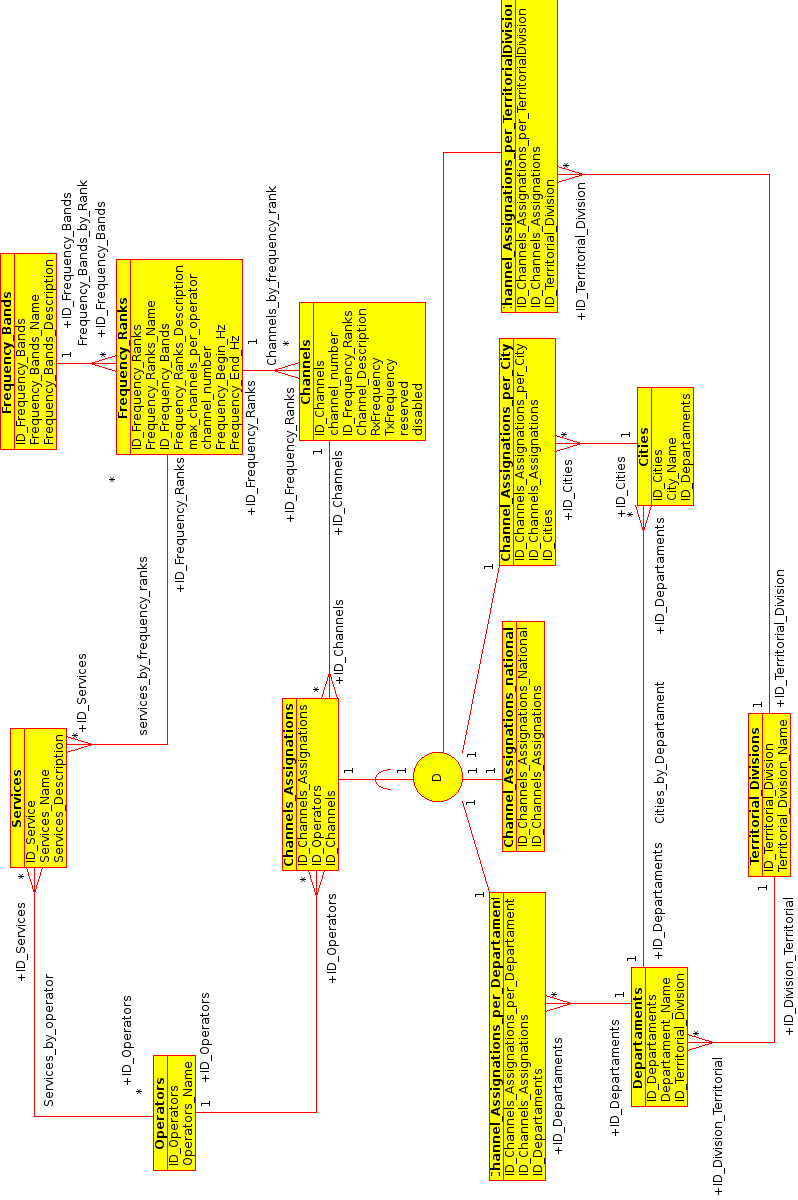 Services_by_operator
+ID_Services
*
Services
ID_Service
Services_Name
Services_Description
*
+ID_Services
Frequency_Bands
ID_Frequency_Bands
Frequency_Bands_Name
Frequency_Bands_Description
1
+ID_Frequency_Bands
Frequency_Bands_by_Rank
+ID_Frequency_Bands
*
Frequency_Ranks
ID_Frequency_Ranks
Frequency_Ranks_Name
ID_Frequency_Bands
Frequency_Ranks_Description
max_channels_per_operator
channel_number
Frequency_Begin_Hz
Frequency_End_Hz
*
+ID_Frequency_Ranks
services_by_frequency_ranks
+ID_Operators
*
Operators
ID_Operators
Operators_Name
1
+ID_Operators
1
+ID_Frequency_Ranks
Channels_by_frequency_rank
*
+ID_Frequency_Ranks
Channels
ID_Channels
channel_number
ID_Frequency_Ranks
Channel_Description
RxFrequency
TxFrequency
reserved
disabled
1
+ID_Channels
+ID_Channels
*
Channels_Assignations
ID_Channels_Assignations
ID_Operators
ID_Channels
*
+ID_Operators
1
1
D
1
1
1
1
1
1
Channel_Assignations_per_Departament
ID_Channels_Assignations_per_Departament
ID_Channels_Assignations
ID_Departaments
Channel_Assignations_national
ID_Channels_Assignations_National
ID_Channels_Assignations
Channel_Assignations_per_City
ID_Channels_Assignations_per_City
ID_Channels_Assignations
ID_Cities
Channel_Assignations_per_TerritorialDivision
ID_Channels_Assignations_per_TerritorialDivision
ID_Channels_Assignations
ID_Territorial_Division
*
+ID_Departaments
*
+ID_Cities
*
+ID_Territorial_Division
+ID_Departaments
1
+ID_Cities
1
*
1
Departaments
ID_Departaments
Departament_Name
ID_Territorial_Division
Cities
ID_Cities
City_Name
ID_Departaments
+ID_Departaments
Cities_by_Departament
+ID_Departaments
*
+ID_Division_Territorial
1
+ID_Territorial_Division
Territorial_Divisions
ID_Territorial_Division
Territorial_Division_Name
1
+ID_Division_Territorial